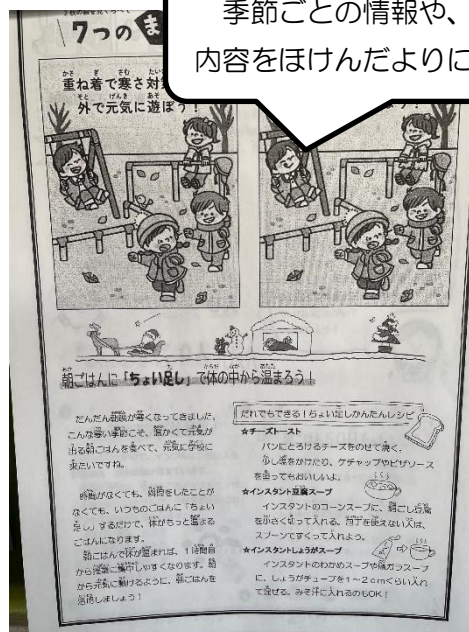 季節ごとの情報や、
内容をほけんだよりに
7つのま
重ね着で寒さ対
外で元気に遊ぼう!
朝ごはんに「ちょい足し」で体の中から温まろう!
だんだん朝晩が寒くなってきました。
こんな寒い季節こそ、温かくて元気が
出る朝ごはんを食べて、元気に学校に
来たいですね。
時間がなくても、料理をしたことが
なくても、いつものごはんに「ちょい
足し」するだけで、体がもっと温まる
ごはんになります。
朝ごはんで体が温まれば、1時間目
から授業に集中しやすくなります。朝
から元気に動けるように、朝ごはんを
活用しましょう!
だれでもできる!ちょい足しかんたんレシピ
☆チーズトースト
パンにとろけるチーズをのせて焼く。
少し塩をかけたり、ケチャップやピザソース
を塗ってもおいしいよ。
☆インスタント豆腐スープ
インスタントのコーンスープに、絹ごし豆腐
を小さく切って入れる。包丁を使えない人は、
スプーンですくって入れよう。
☆インスタントしょうがスープ
インスタントのわかめスープや鶏ガラスープ
に、しょうがチューブを1~2cmくらい入れ
て混ぜる。みそ汁に入れるのもOK!